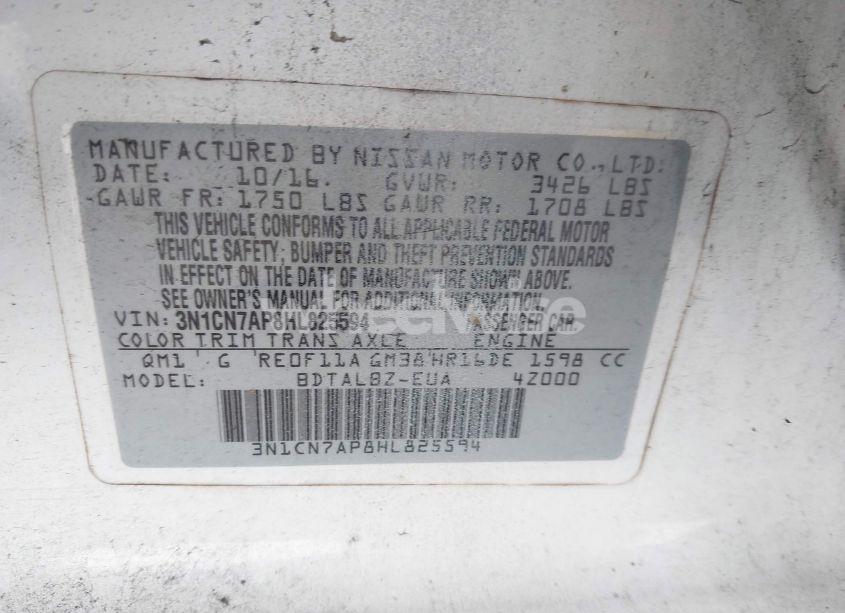 MANUFACTURED BY NISSAN MOTOR CO., LTD.
DATE: 10/16. GVWR: 3426 LBS
GAWR FR: 1750 LBS GAWR RR: 1708 LBS
THIS VEHICLE CONFORMS TO ALL APPLICABLE FEDERAL MOTOR
VEHICLE SAFETY, BUMPER AND THEFT PREVENTION STANDARDS
IN EFFECT ON THE DATE OF MANUFACTURE SHOWN ABOVE.
SEE OWNER'S MANUAL FOR ADDITIONAL INFORMATION.
VIN: 3N1CN7AP8HL825594 PASSENGER CAR
COLOR TRIM TRANS AXLE ENGINE
QM1 G RE0F11A GM38 HR16DE 1598 CC
MODEL: BDTALBZ-EUA 4Z000
3N1CN7AP8HL825594